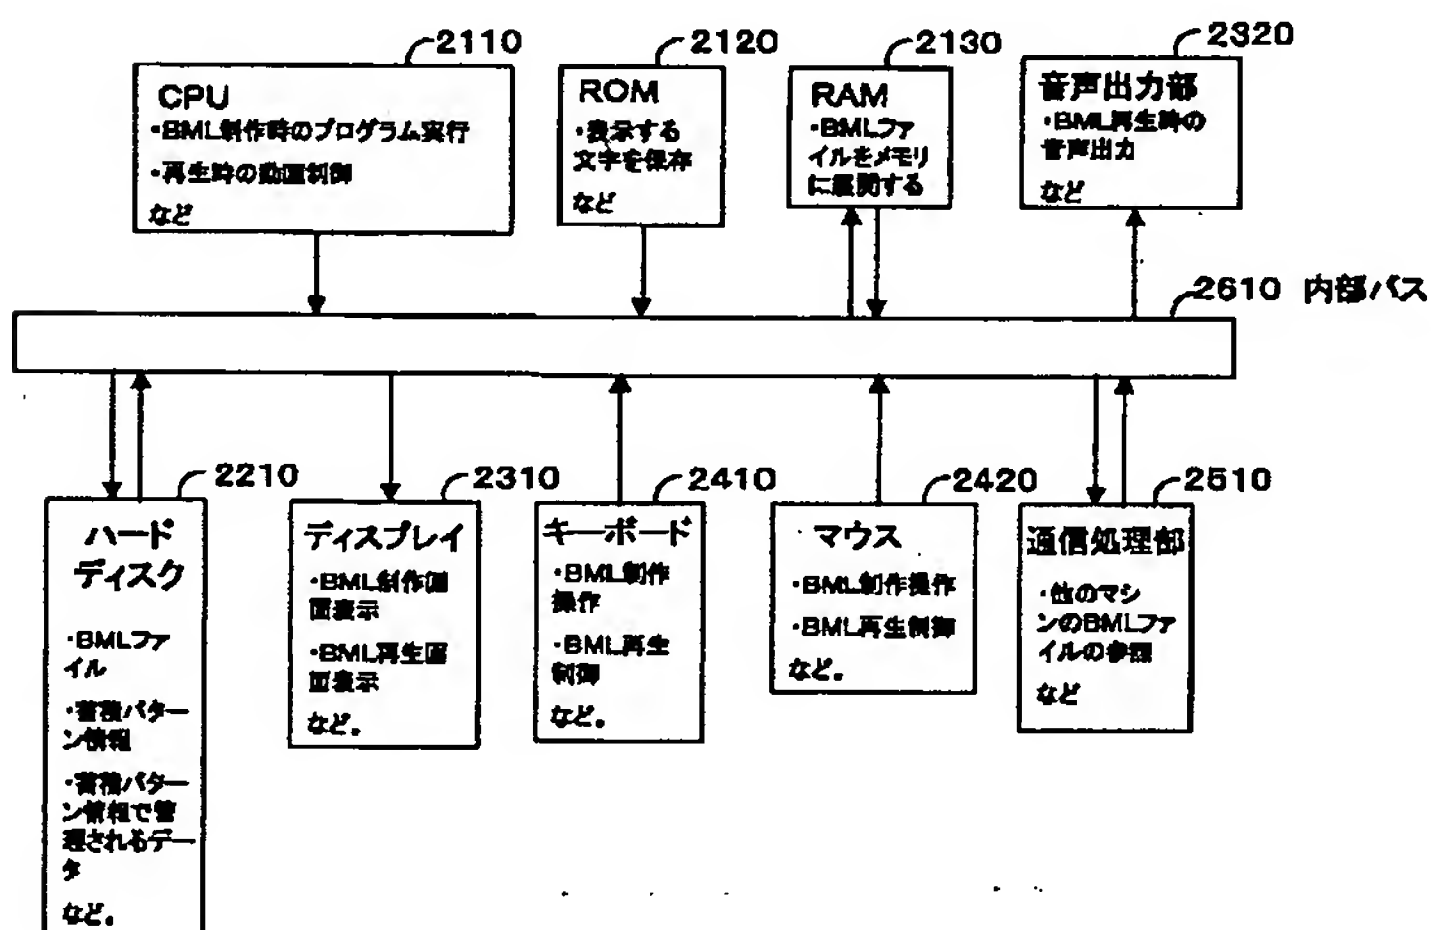 2110
2120
2130
2320
CPU
・BML制作時のプログラム実行
・再生時の動画制御
など
ROM
・表示する
文字を保存
など
RAM
・BMLファ
イルをメモリ
に展開する
音声出力部
・BML再生時の
音声出力
など
2610 内部バス
2210
2310
2410
2420
2510
ハード
ディスク
・BMLファ
イル
・蓄積パター
ン情報
・蓄積パター
ン情報で管
理されるデー
タ
など。
ディスプレイ
・BML制作画
面表示
・BML再生画
面表示
など。
キーボード
・BML制作
操作
・BML再生
制御
など。
マウス
・BML制作操作
・BML再生制御
など。
通信処理部
・他のマシ
ンのBMLファ
イルの参照
など